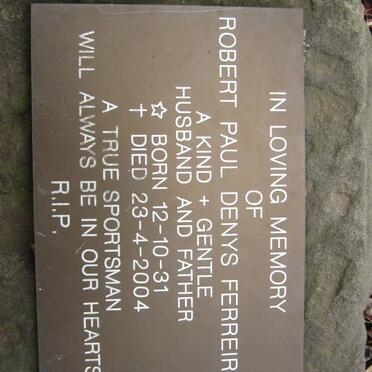 IN LOVING MEMORY
OF
ROBERT PAUL DENYS FERREIR
A KIND + GENTLE
HUSBAND AND FATHER
☆ BORN 12-10-31
† DIED 23-4-2004
A TRUE SPORTSMAN
WILL ALWAYS BE IN OUR HEARTS
R.I.P.